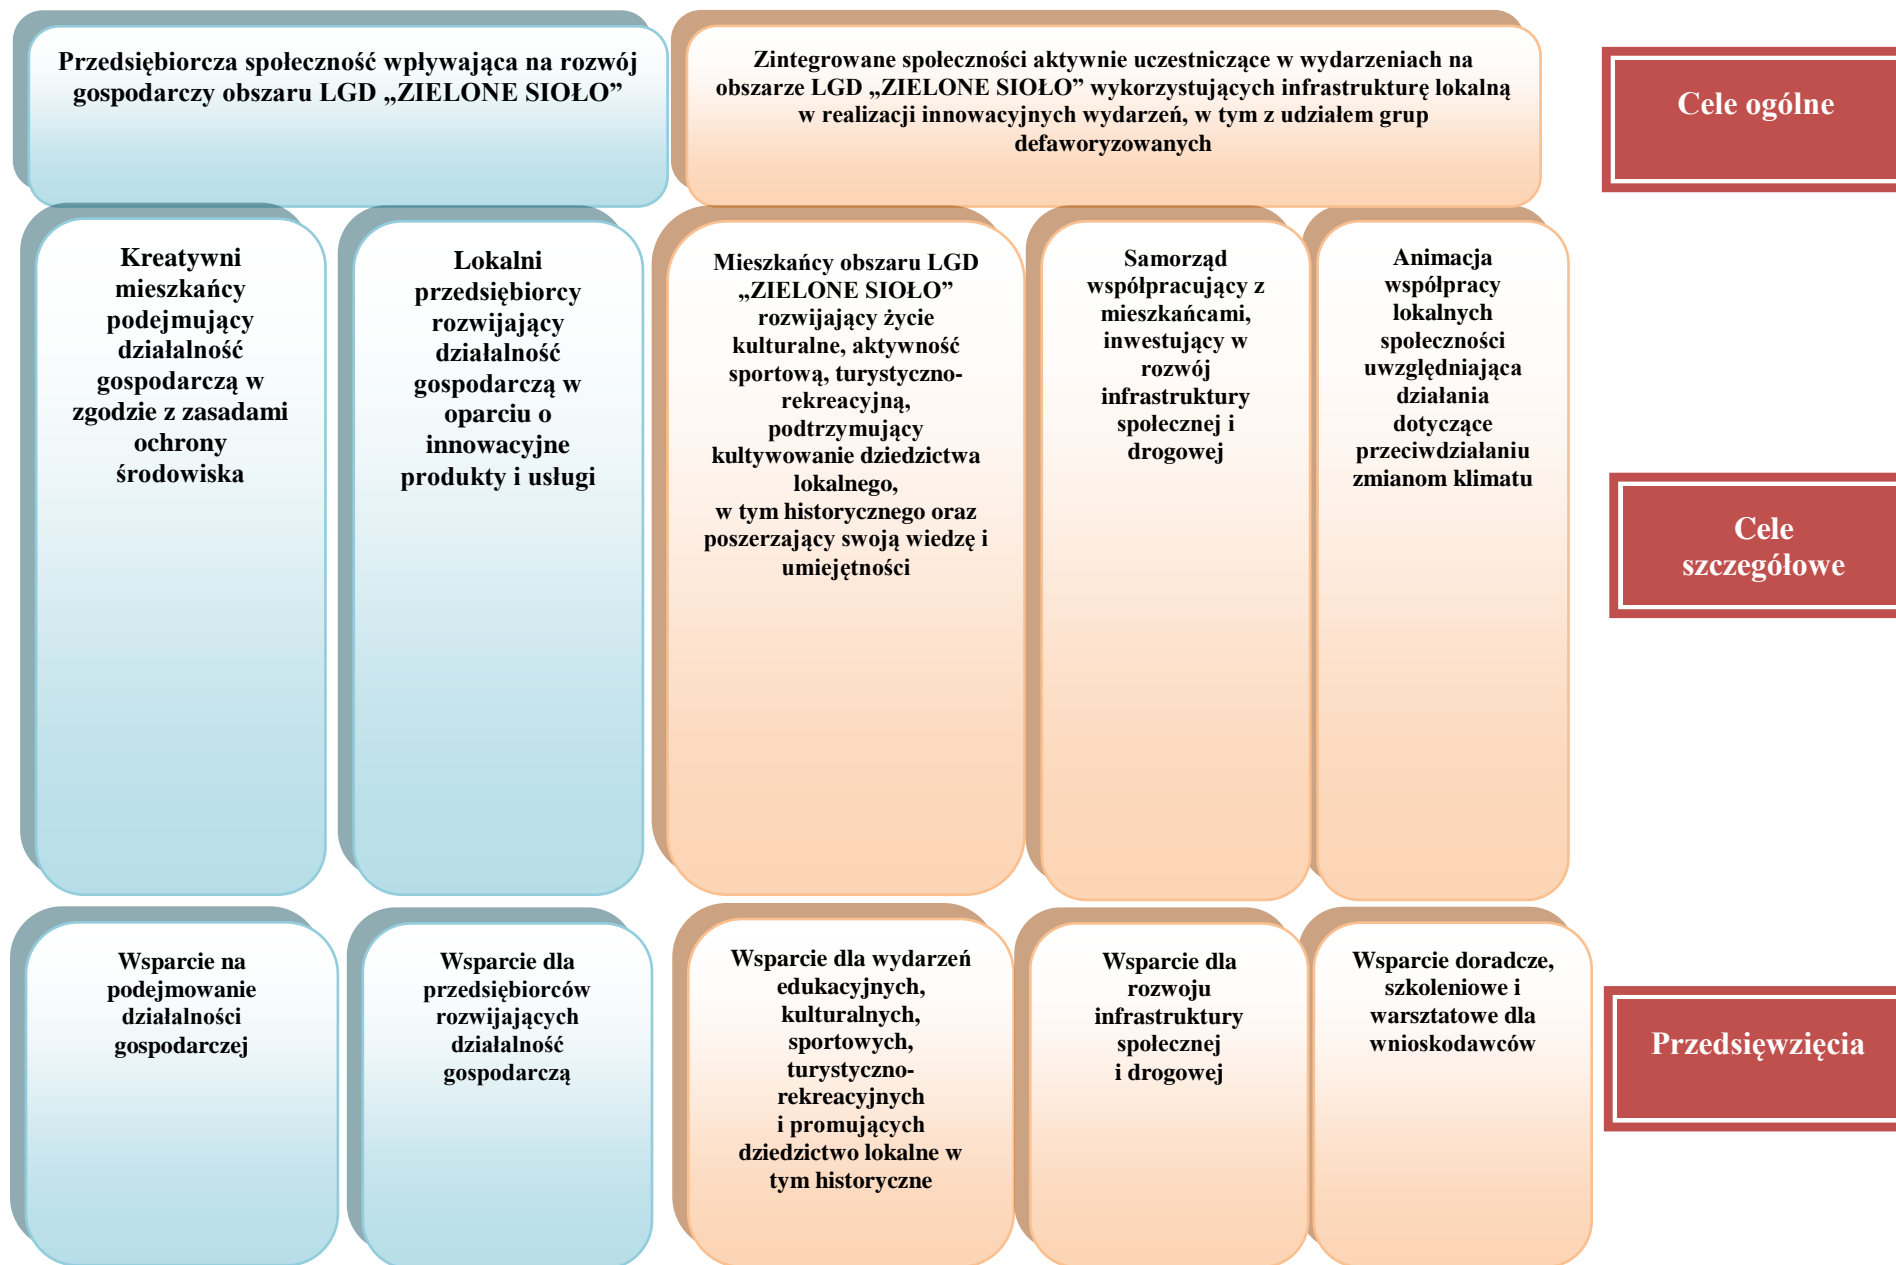 Przedsiębiorcza społeczność wpływająca na rozwój
gospodarczy obszaru LGD „ZIELONE SIOŁO”
Zintegrowane społeczności aktywnie uczestniczące w wydarzeniach na
obszarze LGD „ZIELONE SIOŁO” wykorzystujących infrastrukturę lokalną
w realizacji innowacyjnych wydarzeń, w tym z udziałem grup
defaworyzowanych
Cele ogólne
Kreatywni
mieszkańcy
podejmujący
działalność
gospodarczą w
zgodzie z zasadami
ochrony
środowiska
Lokalni
przedsiębiorcy
rozwijający
działalność
gospodarczą w
oparciu o
innowacyjne
produkty i usługi
Mieszkańcy obszaru LGD
„ZIELONE SIOŁO”
rozwijający życie
kulturalne, aktywność
sportową, turystyczno-
rekreacyjną,
podtrzymujący
kultywowanie dziedzictwa
lokalnego,
w tym historycznego oraz
poszerzający swoją wiedzę i
umiejętności
Samorząd
współpracujący z
mieszkańcami,
inwestujący w
rozwój
infrastruktury
społecznej i
drogowej
Animacja
współpracy
lokalnych
społeczności
uwzględniająca
działania
dotyczące
przeciwdziałaniu
zmianom klimatu
Cele
szczegółowe
Wsparcie na
podejmowanie
działalności
gospodarczej
Wsparcie dla
przedsiębiorców
rozwijających
działalność
gospodarczą
Wsparcie dla wydarzeń
edukacyjnych,
kulturalnych,
sportowych,
turystyczno-
rekreacyjnych
i promujących
dziedzictwo lokalne w
tym historyczne
Wsparcie dla
rozwoju
infrastruktury
społecznej
i drogowej
Wsparcie doradcze,
szkoleniowe i
warsztatowe dla
wnioskodawców
Przedsięwzięcia